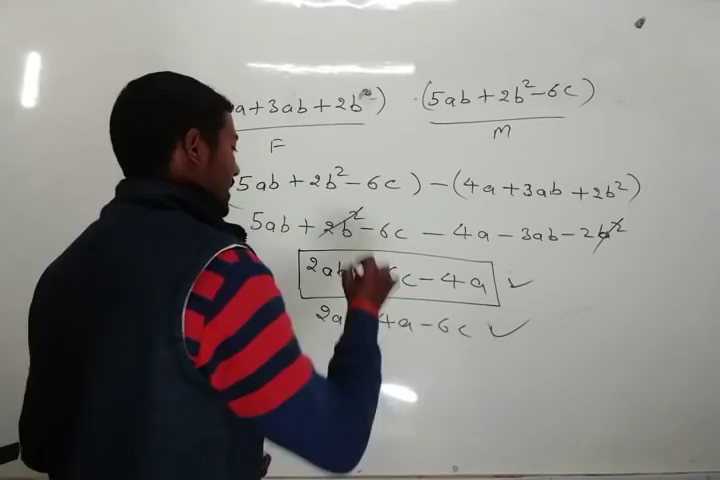 a+3ab+2b²) (5ab+2b²-6c)
F M
5ab+2b²-6c)-(4a+3ab+2b²)
5ab+2b²-6c-4a-3ab-2b²
2ab c-4a ✓
2a 4a-6c ✓